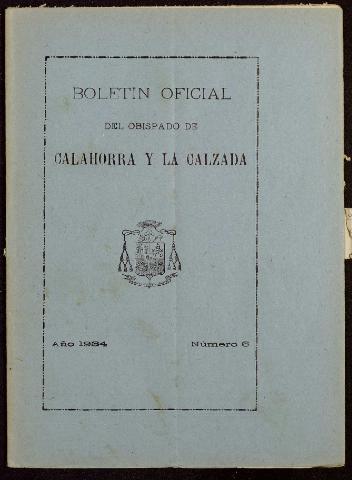 BOLETIN OFICIAL
DEL OBISPADO DE
CALAHORRA Y LA CALZADA
Año 1934 Número 6